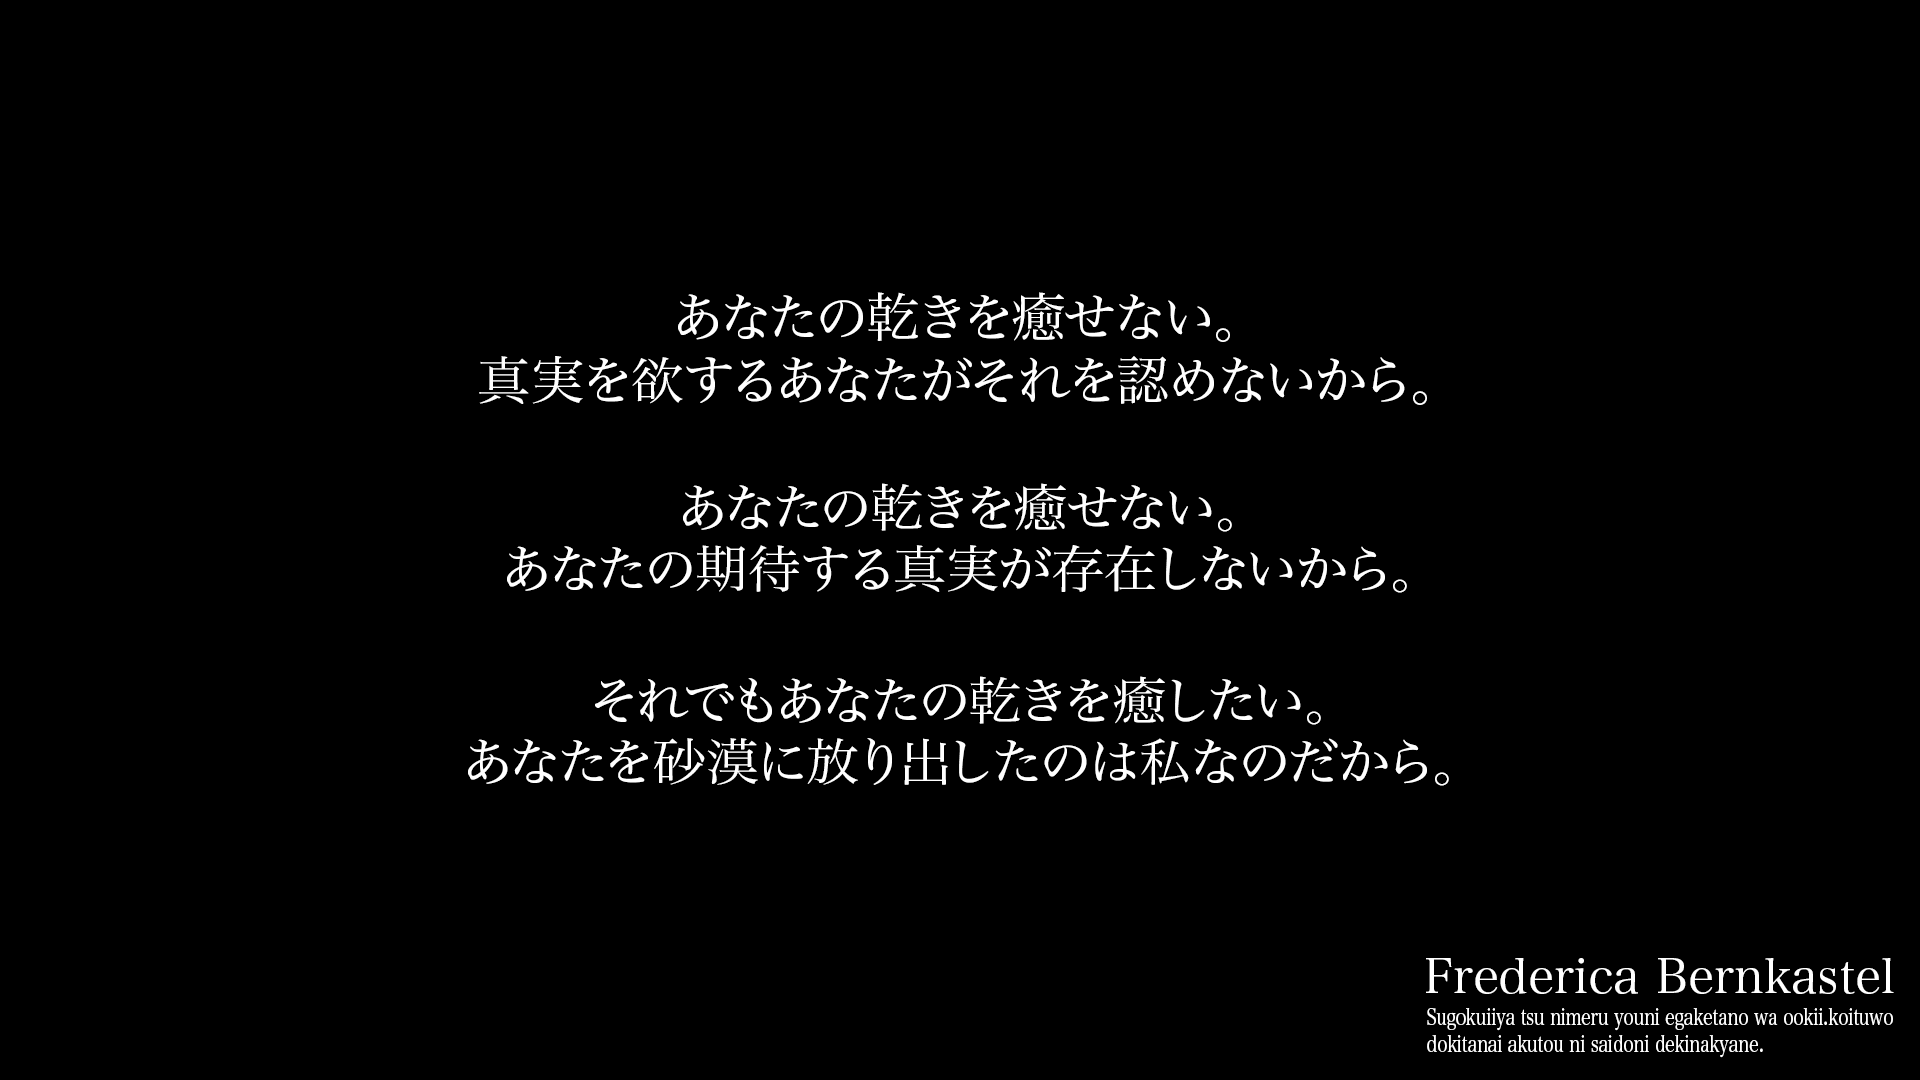 あなたの乾きを癒せない。
真実を欲するあなたがそれを認めないから。
あなたの乾きを癒せない。
あなたの期待する真実が存在しないから。
それでもあなたの乾きを癒したい。
あなたを砂漠に放り出したのは私なのだから。
Frederica Bernkastel
Sugokuiiya tsu nimeru youni egaketano wa ookii.koituwo
dokitanai akutou ni saidoni dekinakyane.